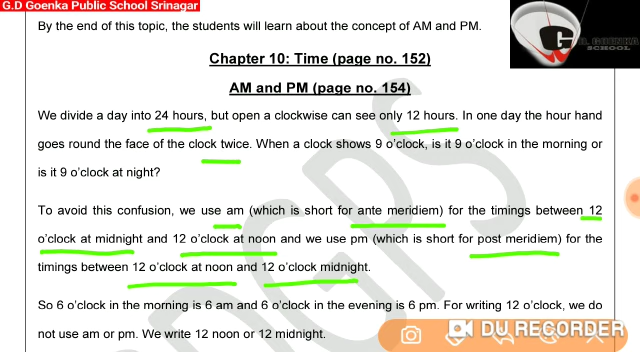 G.D Goenka Public School Srinagar
By the end of this topic, the students will learn about the concept of AM and PM.
Chapter 10: Time (page no. 152)
AM and PM (page no. 154)
We divide a day into 24 hours, but open a clockwise can see only 12 hours. In one day the hour hand
goes round the face of the clock twice. When a clock shows 9 o'clock, is it 9 o'clock in the morning or
is it 9 o'clock at night?
To avoid this confusion, we use am (which is short for ante meridiem) for the timings between 12
o'clock at midnight and 12 o'clock at noon and we use pm (which is short for post meridiem) for the
timings between 12 o'clock at noon and 12 o'clock midnight.
So 6 o'clock in the morning is 6 am and 6 o'clock in the evening is 6 pm. For writing 12 o'clock, we do
not use am or pm. We write 12 noon or 12 midnight.
GOENKA
SCHOOL
DGPS
DU RECORDER